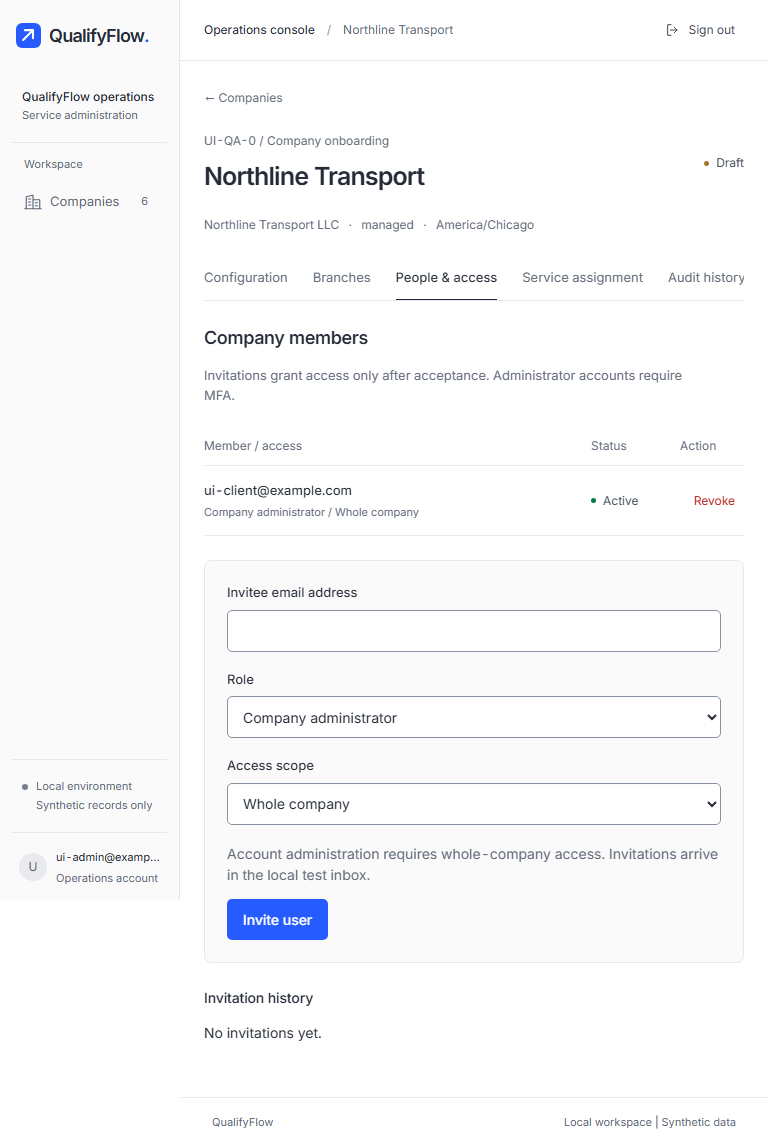 QualifyFlow.
QualifyFlow operations
Service administration
Workspace
Companies 6
Local environment
Synthetic records only
U
ui-admin@examp...
Operations account
Operations console / Northline Transport
Sign out
← Companies
UI-QA-0 / Company onboarding
Northline Transport
Draft
Northline Transport LLC · managed · America/Chicago
Configuration Branches People & access Service assignment Audit history
Company members
Invitations grant access only after acceptance. Administrator accounts require
MFA.
Member / access Status Action
ui-client@example.com
Company administrator / Whole company
Active
Revoke
Invitee email address
Role
Company administrator
Access scope
Whole company
Account administration requires whole-company access. Invitations arrive
in the local test inbox.
Invite user
Invitation history
No invitations yet.
QualifyFlow
Local workspace | Synthetic data